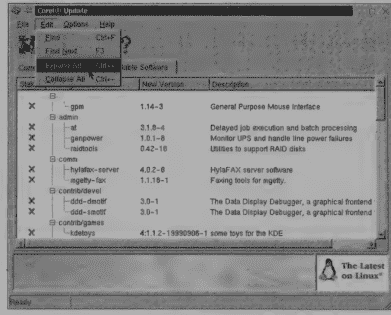 Corel Update
File Edit Options Help
Find Ctrl+F
Find Next F3
Expand All
Collapse All
Software
New Version Description
gpm 1.14-3 General Purpose Mouse Interface
admin
at 3.1.8-4 Delayed job execution and batch processing
genpower 1.0.1-8 Monitor UPS and handle line power failures
raidtools 0.42-18 Utilities to support RAID disks
comm
hylafax-server 4.0.2-8 HylaFAX server software
mgetty-fax 1.1.18-1 Faxing tools for mgetty.
contrib/devel
ddd-dmotif 3.0-1 The Data Display Debugger, a graphical frontend
ddd-smotif 3.0-1 The Data Display Debugger, a graphical frontend
contrib/games
kdetoys 4:1.1.2-19990906-1 some toys for the KDE
The Latest
on Linux
Ready